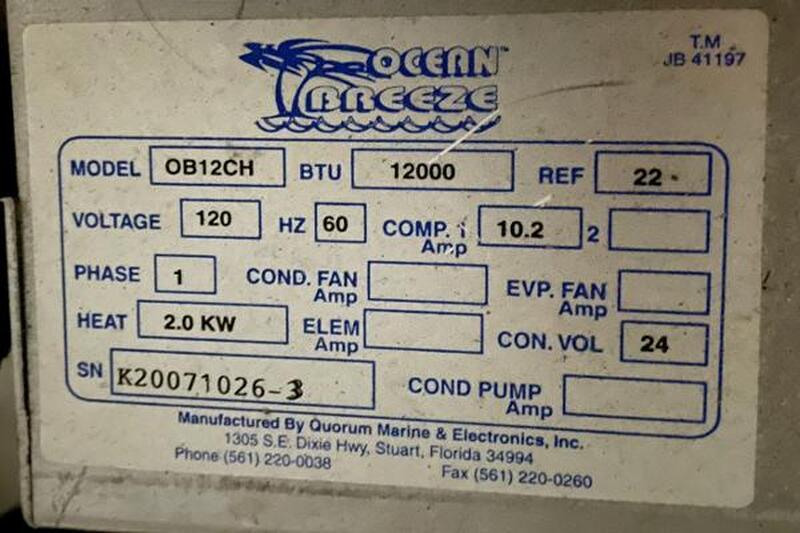 OCEAN™
BREEZE
T.M
JB 41197
MODEL OB12CH BTU 12000 REF 22
VOLTAGE 120 HZ 60 COMP. 1 Amp 10.2 2
PHASE 1 COND. FAN Amp EVP. FAN Amp
HEAT 2.0 KW ELEM Amp CON. VOL 24
SN K20071026-3 COND PUMP Amp
Manufactured By Quorum Marine & Electronics, Inc.
1305 S.E. Dixie Hwy, Stuart, Florida 34994
Phone (561) 220-0038 Fax (561) 220-0260